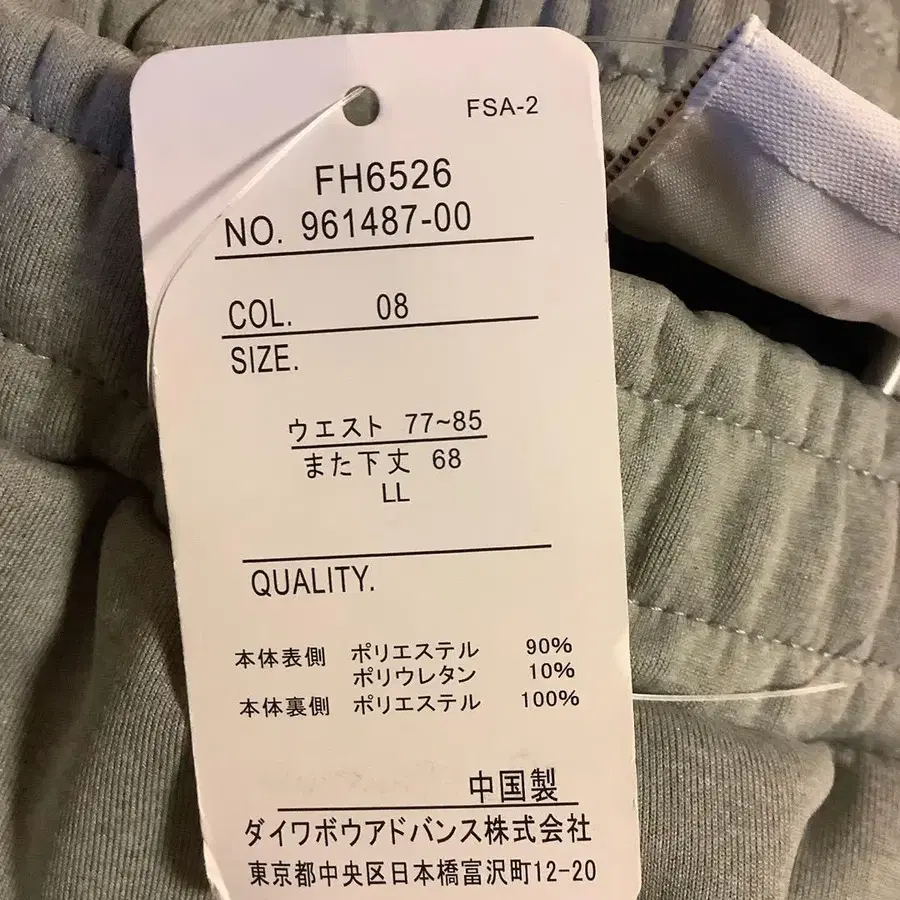 FSA-2
FH6526
NO. 961487-00
COL. 08
SIZE.
ウエスト 77~85
また下丈 68
LL
QUALITY.
本体表側 ポリエステル 90%
ポリウレタン 10%
本体裏側 ポリエステル 100%
中国製
ダイワボウアドバンス株式会社
東京都中央区日本橋富沢町12-20